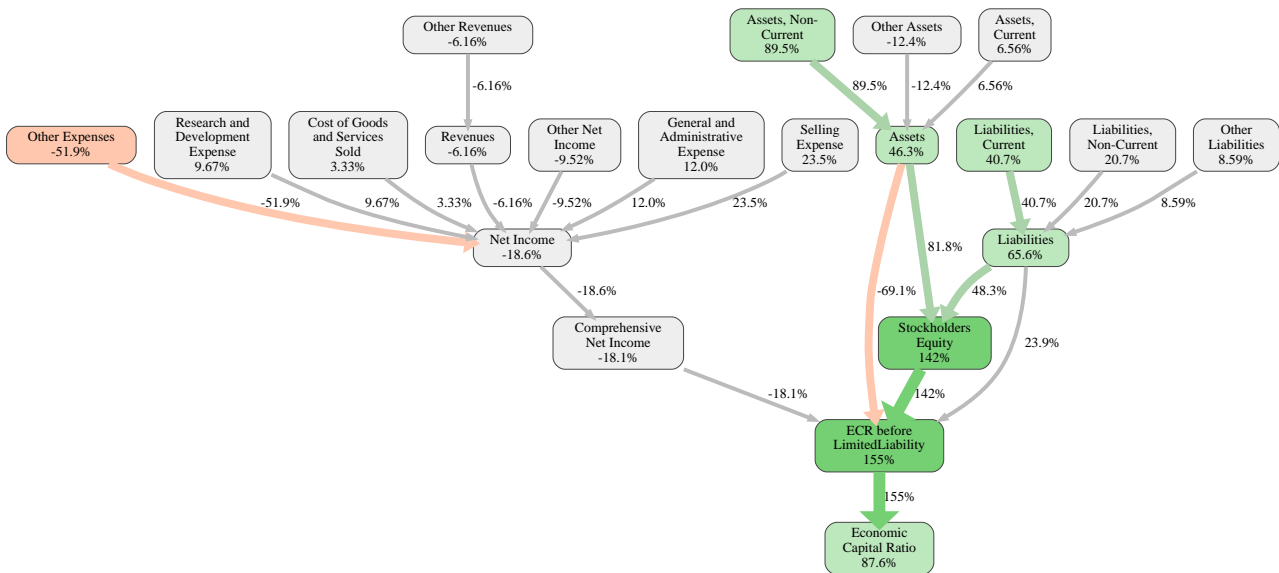 Other Revenues
-6.16%
Assets, Non-
Current
89.5%
Other Assets
-12.4%
Assets,
Current
6.56%
-6.16%
89.5%
-12.4%
6.56%
Other Expenses
-51.9%
Research and
Development
Expense
9.67%
Cost of Goods
and Services
Sold
3.33%
Revenues
-6.16%
Other Net
Income
-9.52%
General and
Administrative
Expense
12.0%
Selling
Expense
23.5%
Assets
46.3%
Liabilities,
Current
40.7%
Liabilities,
Non-Current
20.7%
Other
Liabilities
8.59%
-51.9%
9.67%
3.33%
-6.16%
-9.52%
12.0%
23.5%
40.7%
20.7%
8.59%
Net Income
-18.6%
81.8%
Liabilities
65.6%
-18.6%
-69.1%
48.3%
Comprehensive
Net Income
-18.1%
Stockholders
Equity
142%
23.9%
-18.1%
142%
ECR before
LimitedLiability
155%
155%
Economic
Capital Ratio
87.6%